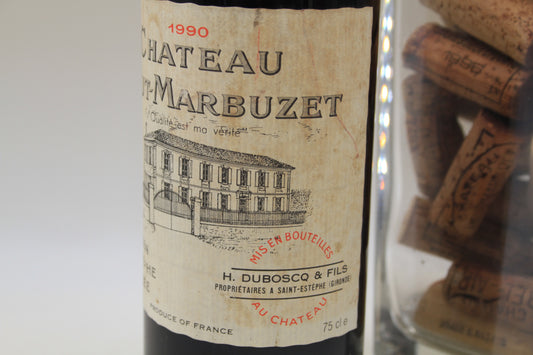 1990
CHATEAU
T-MARBUZET
Qualité est ma vérité
MIS EN BOUTEILLES
H. DUBOSCQ & FILS
PROPRIÉTAIRES A SAINT-ESTÈPHE (GIRONDE)
AU CHATEAU
PHE
PRODUCE OF FRANCE
75 cl e